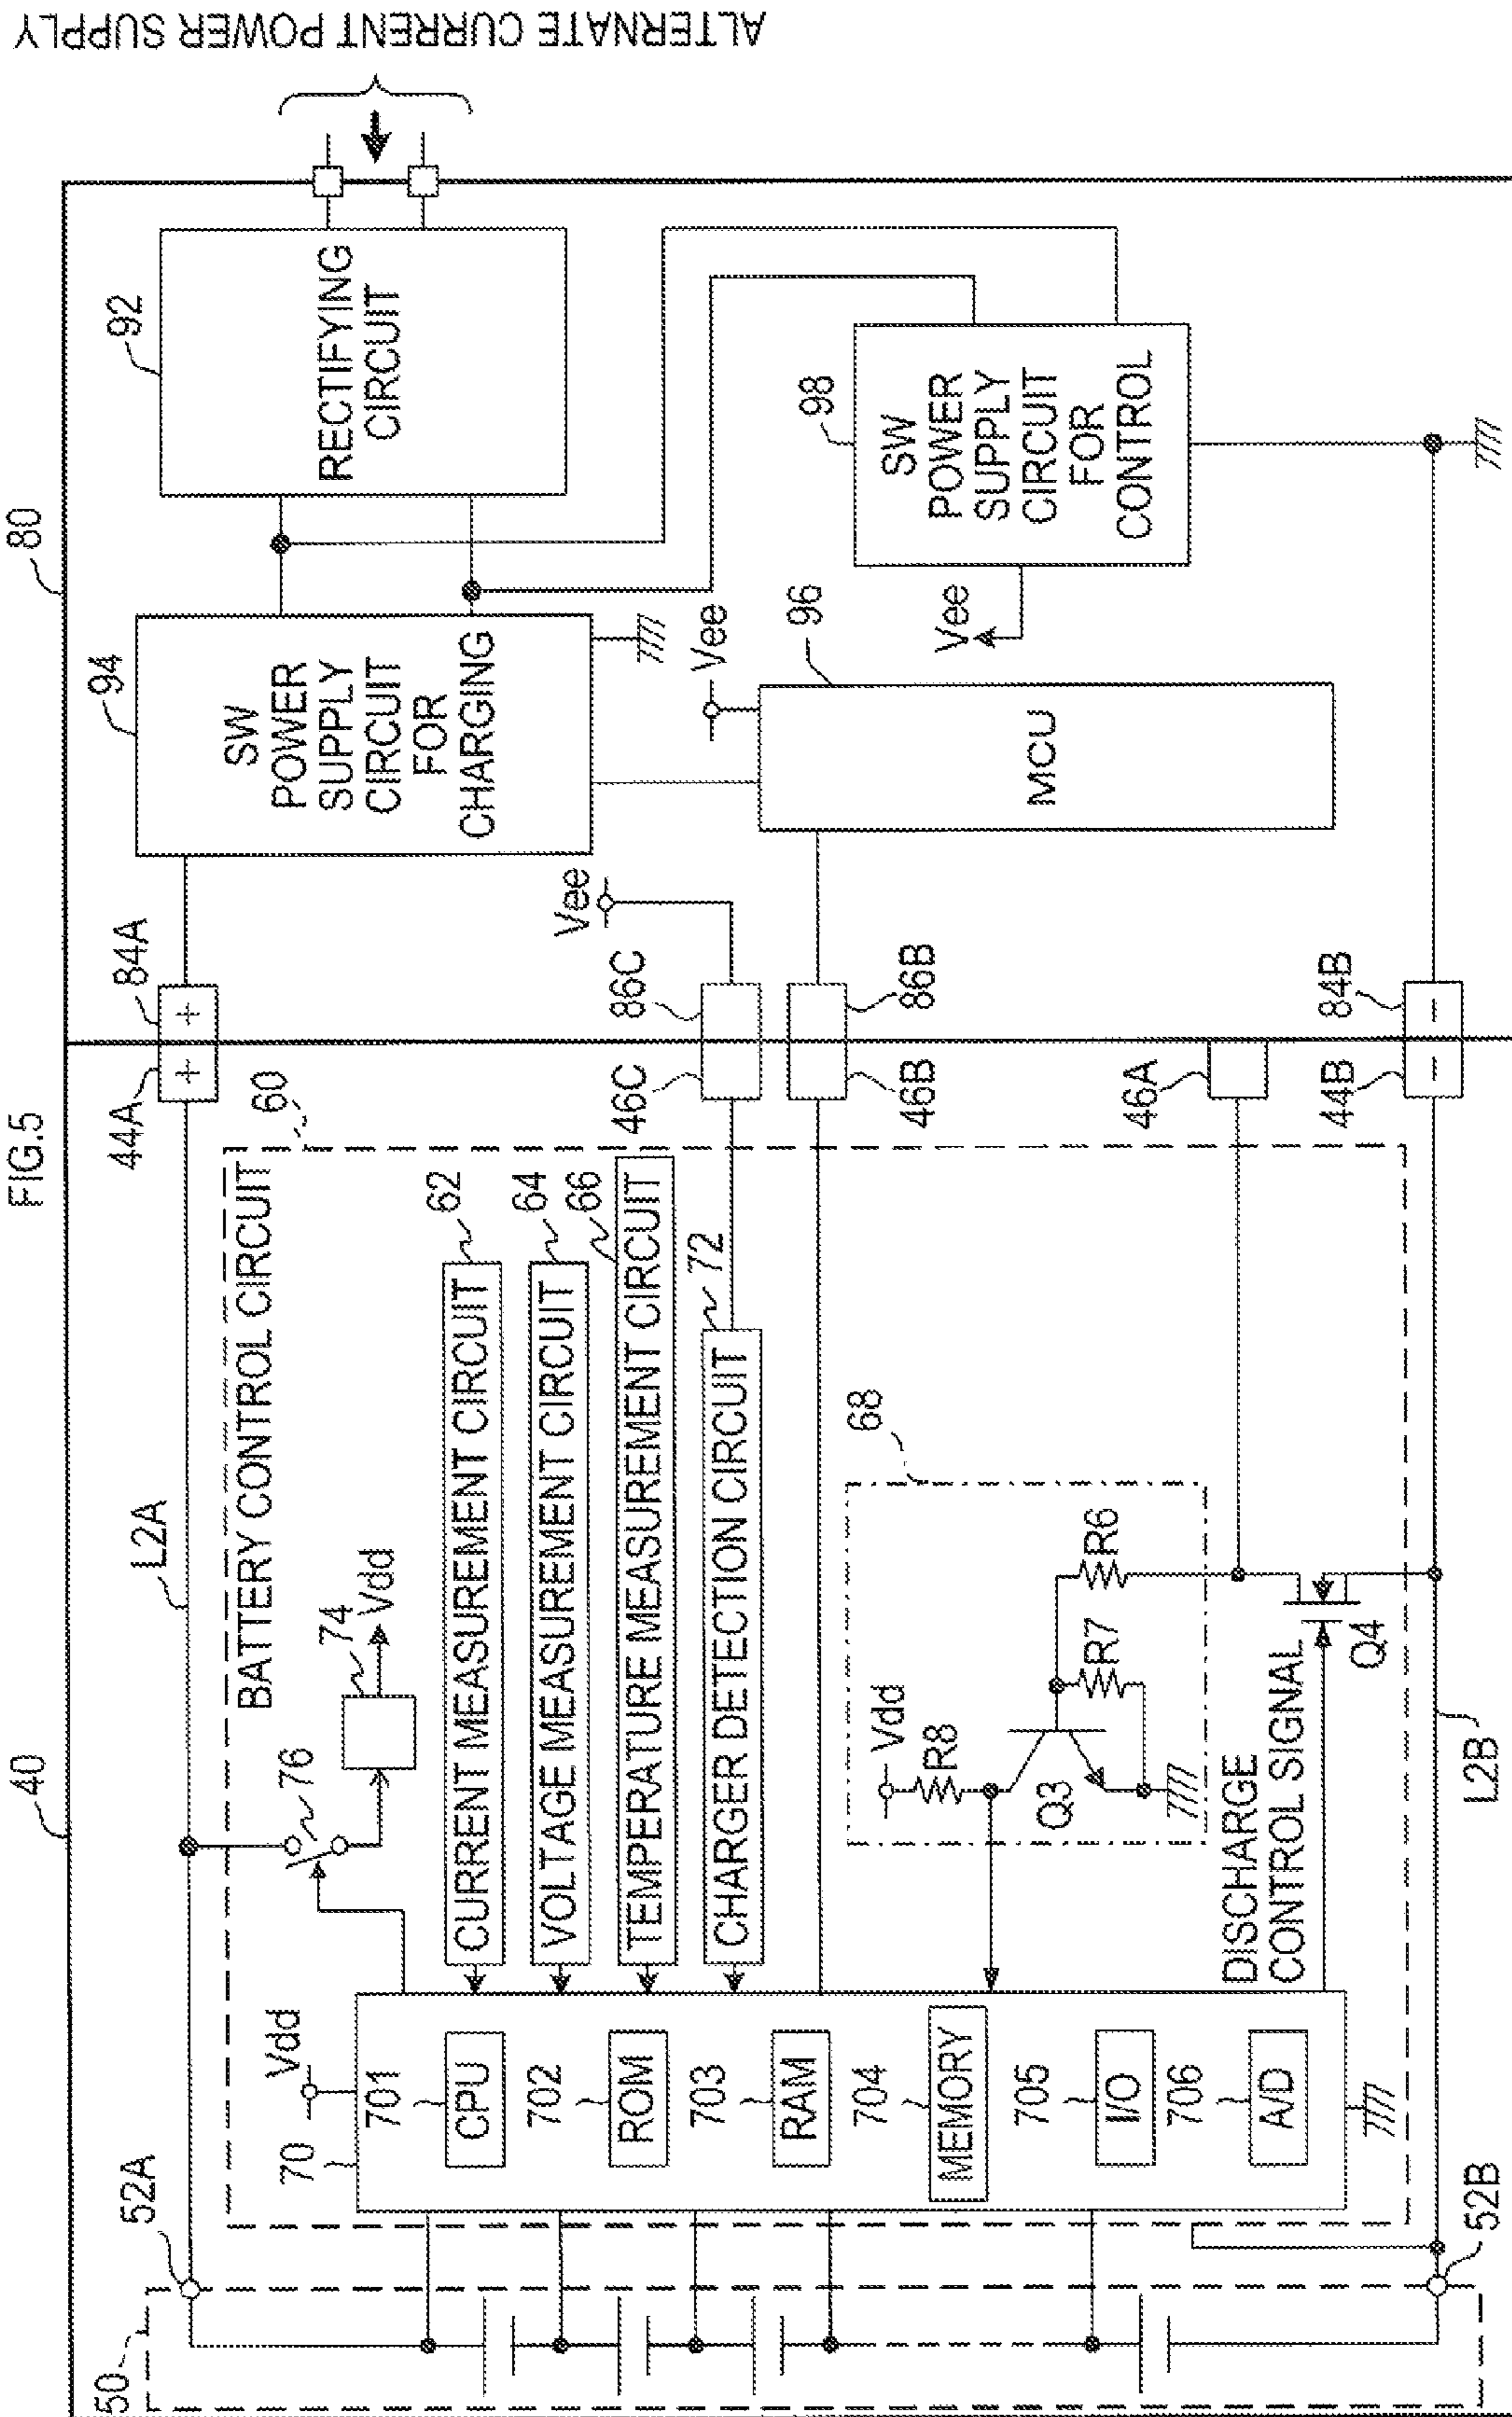 FIG.5
40
80
ALTERNATE CURRENT POWER SUPPLY
50
52A
L2A
44A
+
+
84A
94
SW
POWER
SUPPLY
CIRCUIT
FOR
CHARGING
92
RECTIFYING
CIRCUIT
60
BATTERY CONTROL CIRCUIT
76
74
Vdd
Vdd
70
701
CPU
702
ROM
703
RAM
704
MEMORY
705
I/O
706
A/D
CURRENT MEASUREMENT CIRCUIT
62
VOLTAGE MEASUREMENT CIRCUIT
64
TEMPERATURE MEASUREMENT CIRCUIT
66
CHARGER DETECTION CIRCUIT
72
46C
86C
Vee
46B
86B
Vee
96
MCU
98
SW
POWER
SUPPLY
CIRCUIT
FOR
CONTROL
Vee
68
Vdd
R8
Q3
R7
R6
46A
DISCHARGE
CONTROL SIGNAL
Q4
52B
L2B
44B
−
−
84B